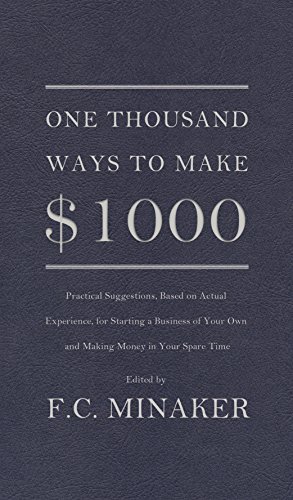 ONE THOUSAND
WAYS TO MAKE
$1000
Practical Suggestions, Based on Actual
Experience, for Starting a Business of Your Own
and Making Money in Your Spare Time
Edited by
F.C. MINAKER